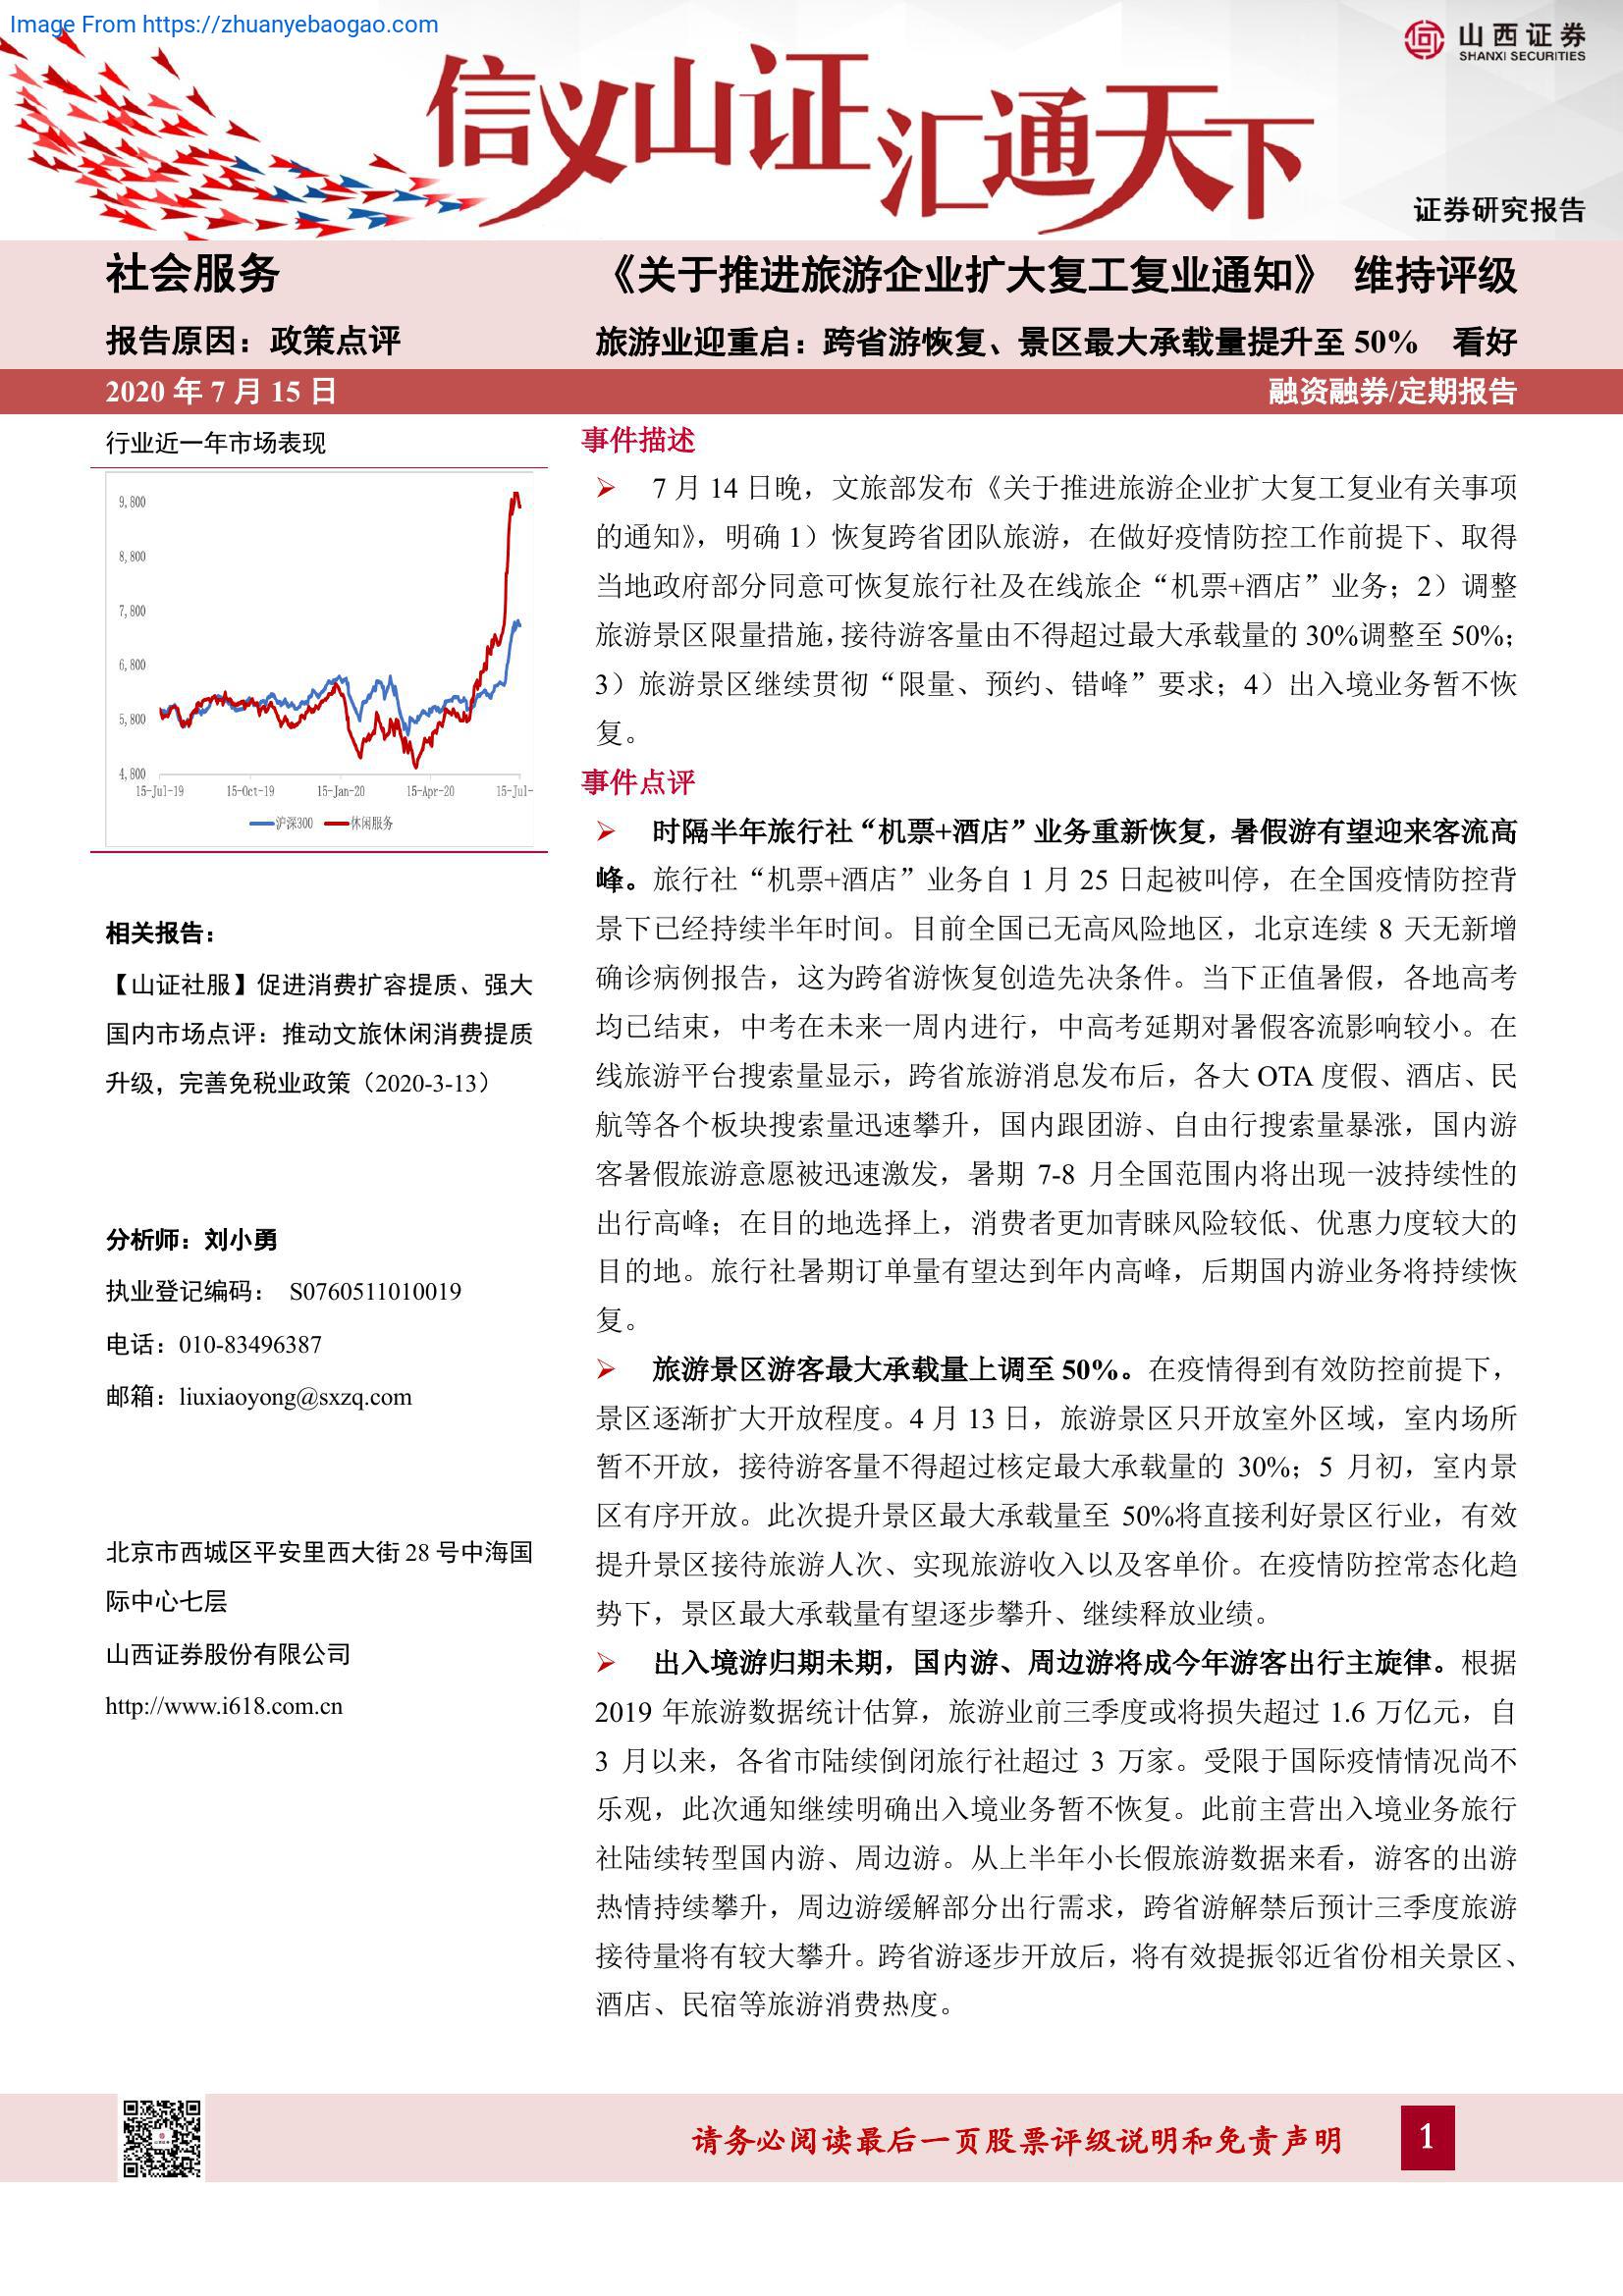 Image From https://zhuanyebaogao.com
山西证券
SHANXI SECURITIES
信义山证汇通天下
证券研究报告
社会服务
《关于推进旅游企业扩大复工复业通知》 维持评级
报告原因：政策点评
旅游业迎重启：跨省游恢复、景区最大承载量提升至 50% 看好
2020 年 7 月 15 日
融资融券/定期报告
行业近一年市场表现
9,800
8,800
7,800
6,800
5,800
4,800
15-Jul-19 15-Oct-19 15-Jan-20 15-Apr-20 15-Jul-
沪深300 休闲服务
相关报告：
【山证社服】促进消费扩容提质、强大
国内市场点评：推动文旅休闲消费提质
升级，完善免税业政策（2020-3-13）
分析师：刘小勇
执业登记编码： S0760511010019
电话：010-83496387
邮箱：liuxiaoyong@sxzq.com
北京市西城区平安里西大街 28 号中海国
际中心七层
山西证券股份有限公司
http://www.i618.com.cn
事件描述
7 月 14 日晚，文旅部发布《关于推进旅游企业扩大复工复业有关事项
的通知》，明确 1）恢复跨省团队旅游，在做好疫情防控工作前提下、取得
当地政府部分同意可恢复旅行社及在线旅企“机票+酒店”业务；2）调整
旅游景区限量措施，接待游客量由不得超过最大承载量的 30%调整至 50%；
3）旅游景区继续贯彻“限量、预约、错峰”要求；4）出入境业务暂不恢
复。
事件点评
时隔半年旅行社“机票+酒店”业务重新恢复，暑假游有望迎来客流高
峰。旅行社“机票+酒店”业务自 1 月 25 日起被叫停，在全国疫情防控背
景下已经持续半年时间。目前全国已无高风险地区，北京连续 8 天无新增
确诊病例报告，这为跨省游恢复创造先决条件。当下正值暑假，各地高考
均已结束，中考在未来一周内进行，中高考延期对暑假客流影响较小。在
线旅游平台搜索量显示，跨省旅游消息发布后，各大 OTA 度假、酒店、民
航等各个板块搜索量迅速攀升，国内跟团游、自由行搜索量暴涨，国内游
客暑假旅游意愿被迅速激发，暑期 7-8 月全国范围内将出现一波持续性的
出行高峰；在目的地选择上，消费者更加青睐风险较低、优惠力度较大的
目的地。旅行社暑期订单量有望达到年内高峰，后期国内游业务将持续恢
复。
旅游景区游客最大承载量上调至 50%。在疫情得到有效防控前提下，
景区逐渐扩大开放程度。4 月 13 日，旅游景区只开放室外区域，室内场所
暂不开放，接待游客量不得超过核定最大承载量的 30%；5 月初，室内景
区有序开放。此次提升景区最大承载量至 50%将直接利好景区行业，有效
提升景区接待旅游人次、实现旅游收入以及客单价。在疫情防控常态化趋
势下，景区最大承载量有望逐步攀升、继续释放业绩。
出入境游归期未期，国内游、周边游将成今年游客出行主旋律。根据
2019 年旅游数据统计估算，旅游业前三季度或将损失超过 1.6 万亿元，自
3 月以来，各省市陆续倒闭旅行社超过 3 万家。受限于国际疫情情况尚不
乐观，此次通知继续明确出入境业务暂不恢复。此前主营出入境业务旅行
社陆续转型国内游、周边游。从上半年小长假旅游数据来看，游客的出游
热情持续攀升，周边游缓解部分出行需求，跨省游解禁后预计三季度旅游
接待量将有较大攀升。跨省游逐步开放后，将有效提振邻近省份相关景区、
酒店、民宿等旅游消费热度。
请务必阅读最后一页股票评级说明和免责声明
1